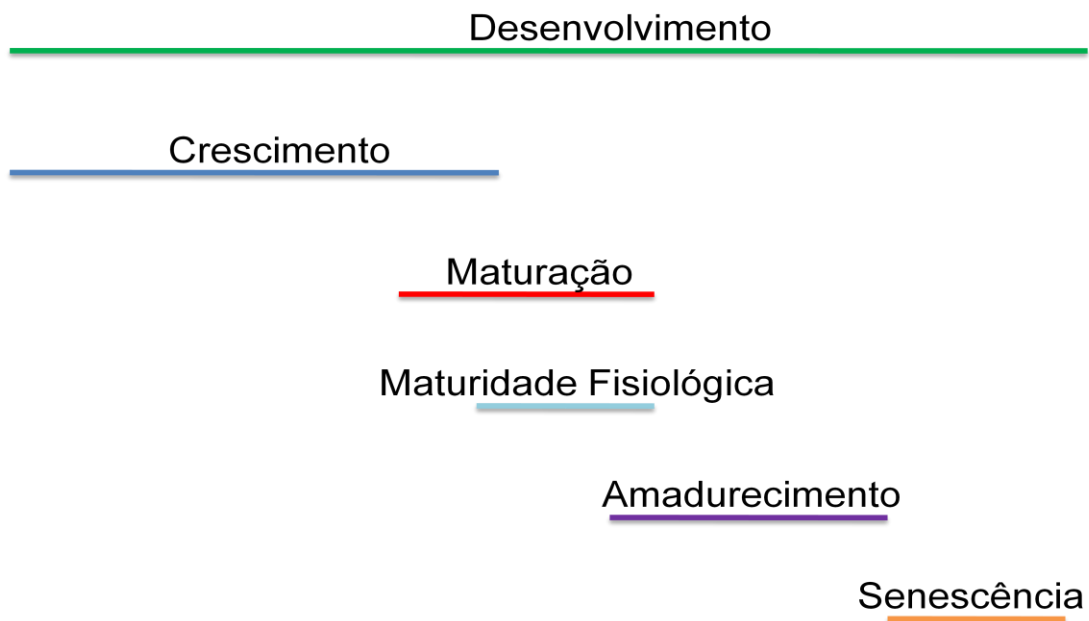 Desenvolvimento
Crescimento
Maturação
Maturidade Fisiológica
Amadurecimento
Senescência